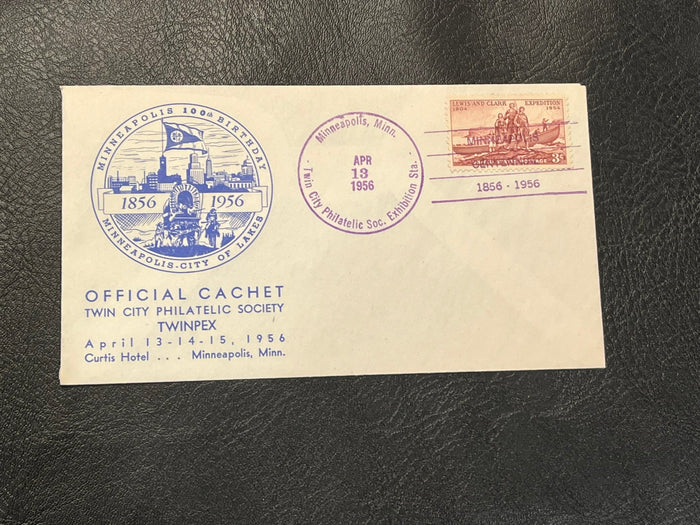 MINNEAPOLIS 100th BIRTHDAY
1856 1956
MINNEAPOLIS-CITY OF LAKES
OFFICIAL CACHET
TWIN CITY PHILATELIC SOCIETY
TWINPEX
April 13-14-15, 1956
Curtis Hotel ... Minneapolis, Minn.
Minneapolis, Minn.
APR
13
1956
· Twin City Philatelic Soc. Exhibition Sta. ·
LEWIS AND CLARK EXPEDITION
1804 1954
POSTAGE 3¢
1856 - 1956